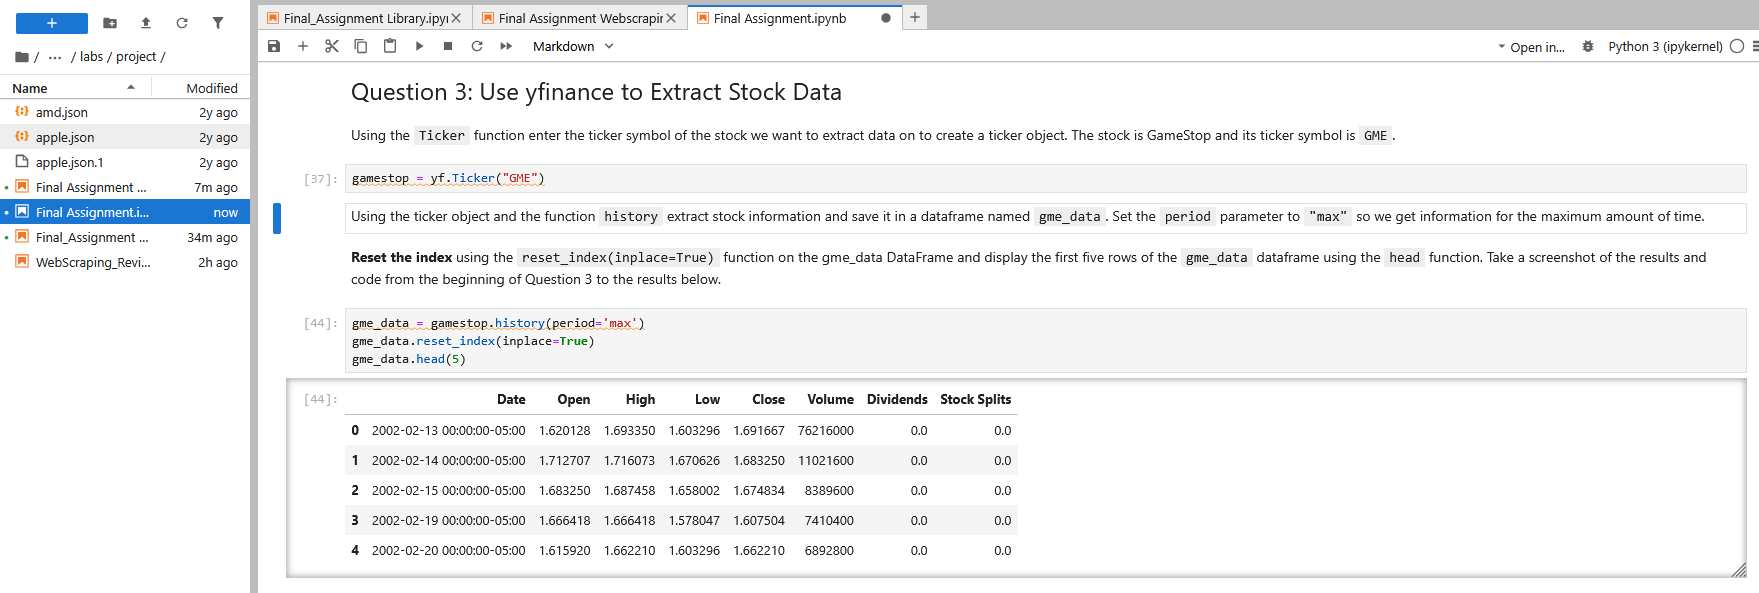 Final_Assignment Library.ipyı
Final Assignment Webscrapir
Final Assignment.ipynb
Markdown
Open in...
Python 3 (ipykernel)
/ ... / labs / project /
Name Modified
amd.json 2y ago
apple.json 2y ago
apple.json.1 2y ago
Final Assignment ... 7m ago
Final Assignment.i... now
Final_Assignment ... 34m ago
WebScraping_Revi... 2h ago
Question 3: Use yfinance to Extract Stock Data
Using the Ticker function enter the ticker symbol of the stock we want to extract data on to create a ticker object. The stock is GameStop and its ticker symbol is GME.
[37]: gamestop = yf.Ticker("GME")
Using the ticker object and the function history extract stock information and save it in a dataframe named gme_data. Set the period parameter to "max" so we get information for the maximum amount of time.
Reset the index using the reset_index(inplace=True) function on the gme_data DataFrame and display the first five rows of the gme_data dataframe using the head function. Take a screenshot of the results and
code from the beginning of Question 3 to the results below.
[44]: gme_data = gamestop.history(period='max')
gme_data.reset_index(inplace=True)
gme_data.head(5)
[44]: Date Open High Low Close Volume Dividends Stock Splits
0 2002-02-13 00:00:00-05:00 1.620128 1.693350 1.603296 1.691667 76216000 0.0 0.0
1 2002-02-14 00:00:00-05:00 1.712707 1.716073 1.670626 1.683250 11021600 0.0 0.0
2 2002-02-15 00:00:00-05:00 1.683250 1.687458 1.658002 1.674834 8389600 0.0 0.0
3 2002-02-19 00:00:00-05:00 1.666418 1.666418 1.578047 1.607504 7410400 0.0 0.0
4 2002-02-20 00:00:00-05:00 1.615920 1.662210 1.603296 1.662210 6892800 0.0 0.0